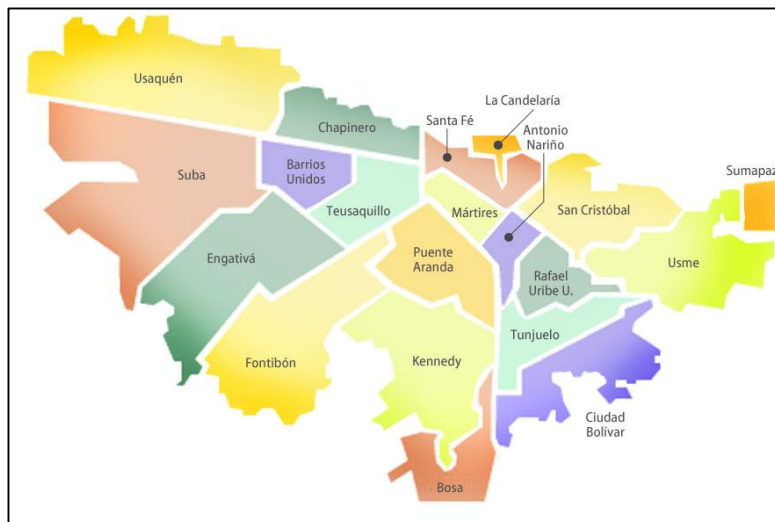 Usaquén
La Candelaría
Santa Fé
Antonio
Nariño
Chapinero
Suba
Barrios
Unidos
Sumapaz
Teusaquillo
Mártires
San Cristóbal
Engativá
Puente
Aranda
Rafael
Uribe U.
Usme
Tunjuelo
Fontibón
Kennedy
Ciudad
Bolívar
Bosa